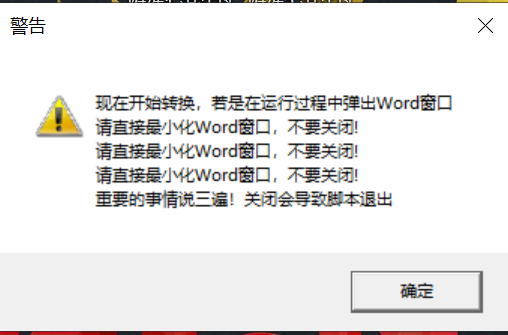 警告
现在开始转换，若是在运行过程中弹出Word窗口
请直接最小化Word窗口，不要关闭!
请直接最小化Word窗口，不要关闭!
请直接最小化Word窗口，不要关闭!
重要的事情说三遍！关闭会导致脚本退出
确定